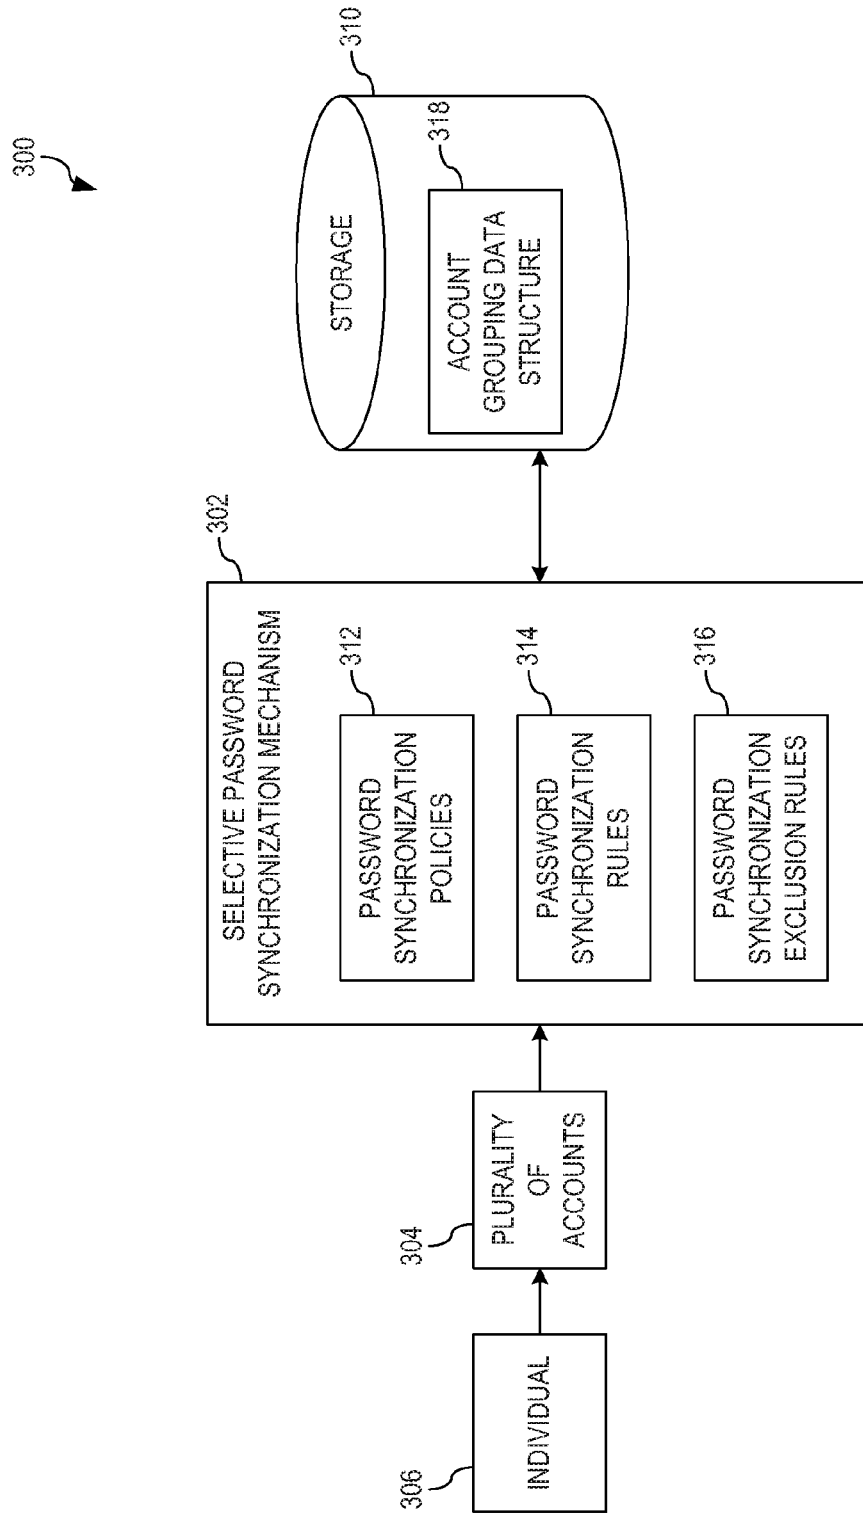 300
306
INDIVIDUAL
304
PLURALITY
OF
ACCOUNTS
302
SELECTIVE PASSWORD
SYNCHRONIZATION MECHANISM
312
PASSWORD
SYNCHRONIZATION
POLICIES
314
PASSWORD
SYNCHRONIZATION
RULES
316
PASSWORD
SYNCHRONIZATION
EXCLUSION RULES
310
STORAGE
318
ACCOUNT
GROUPING DATA
STRUCTURE